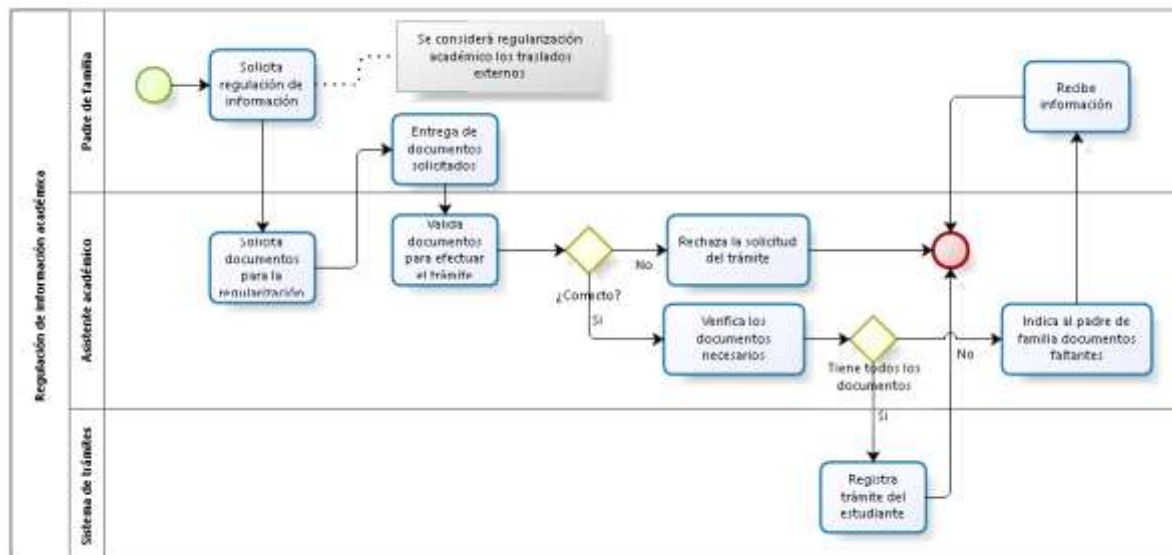 Regulación de información académica
Padre de familia
Solicita
regulación de
información
Se considerá regularización
académico los traslados
externos
Entrega de
documentos
solicitados
Recibe
información
Asistente académico
Solicita
documentos
para la
regularización
Valida
documentos
para efectuar
el trámite
¿Correcto?
No
Si
Rechaza la solicitud
del trámite
Verifica los
documentos
necesarios
Tiene todos los
documentos
No
Si
Indica al padre de
familia documentos
faltantes
Sistema de trámites
Registra
trámite del
estudiante